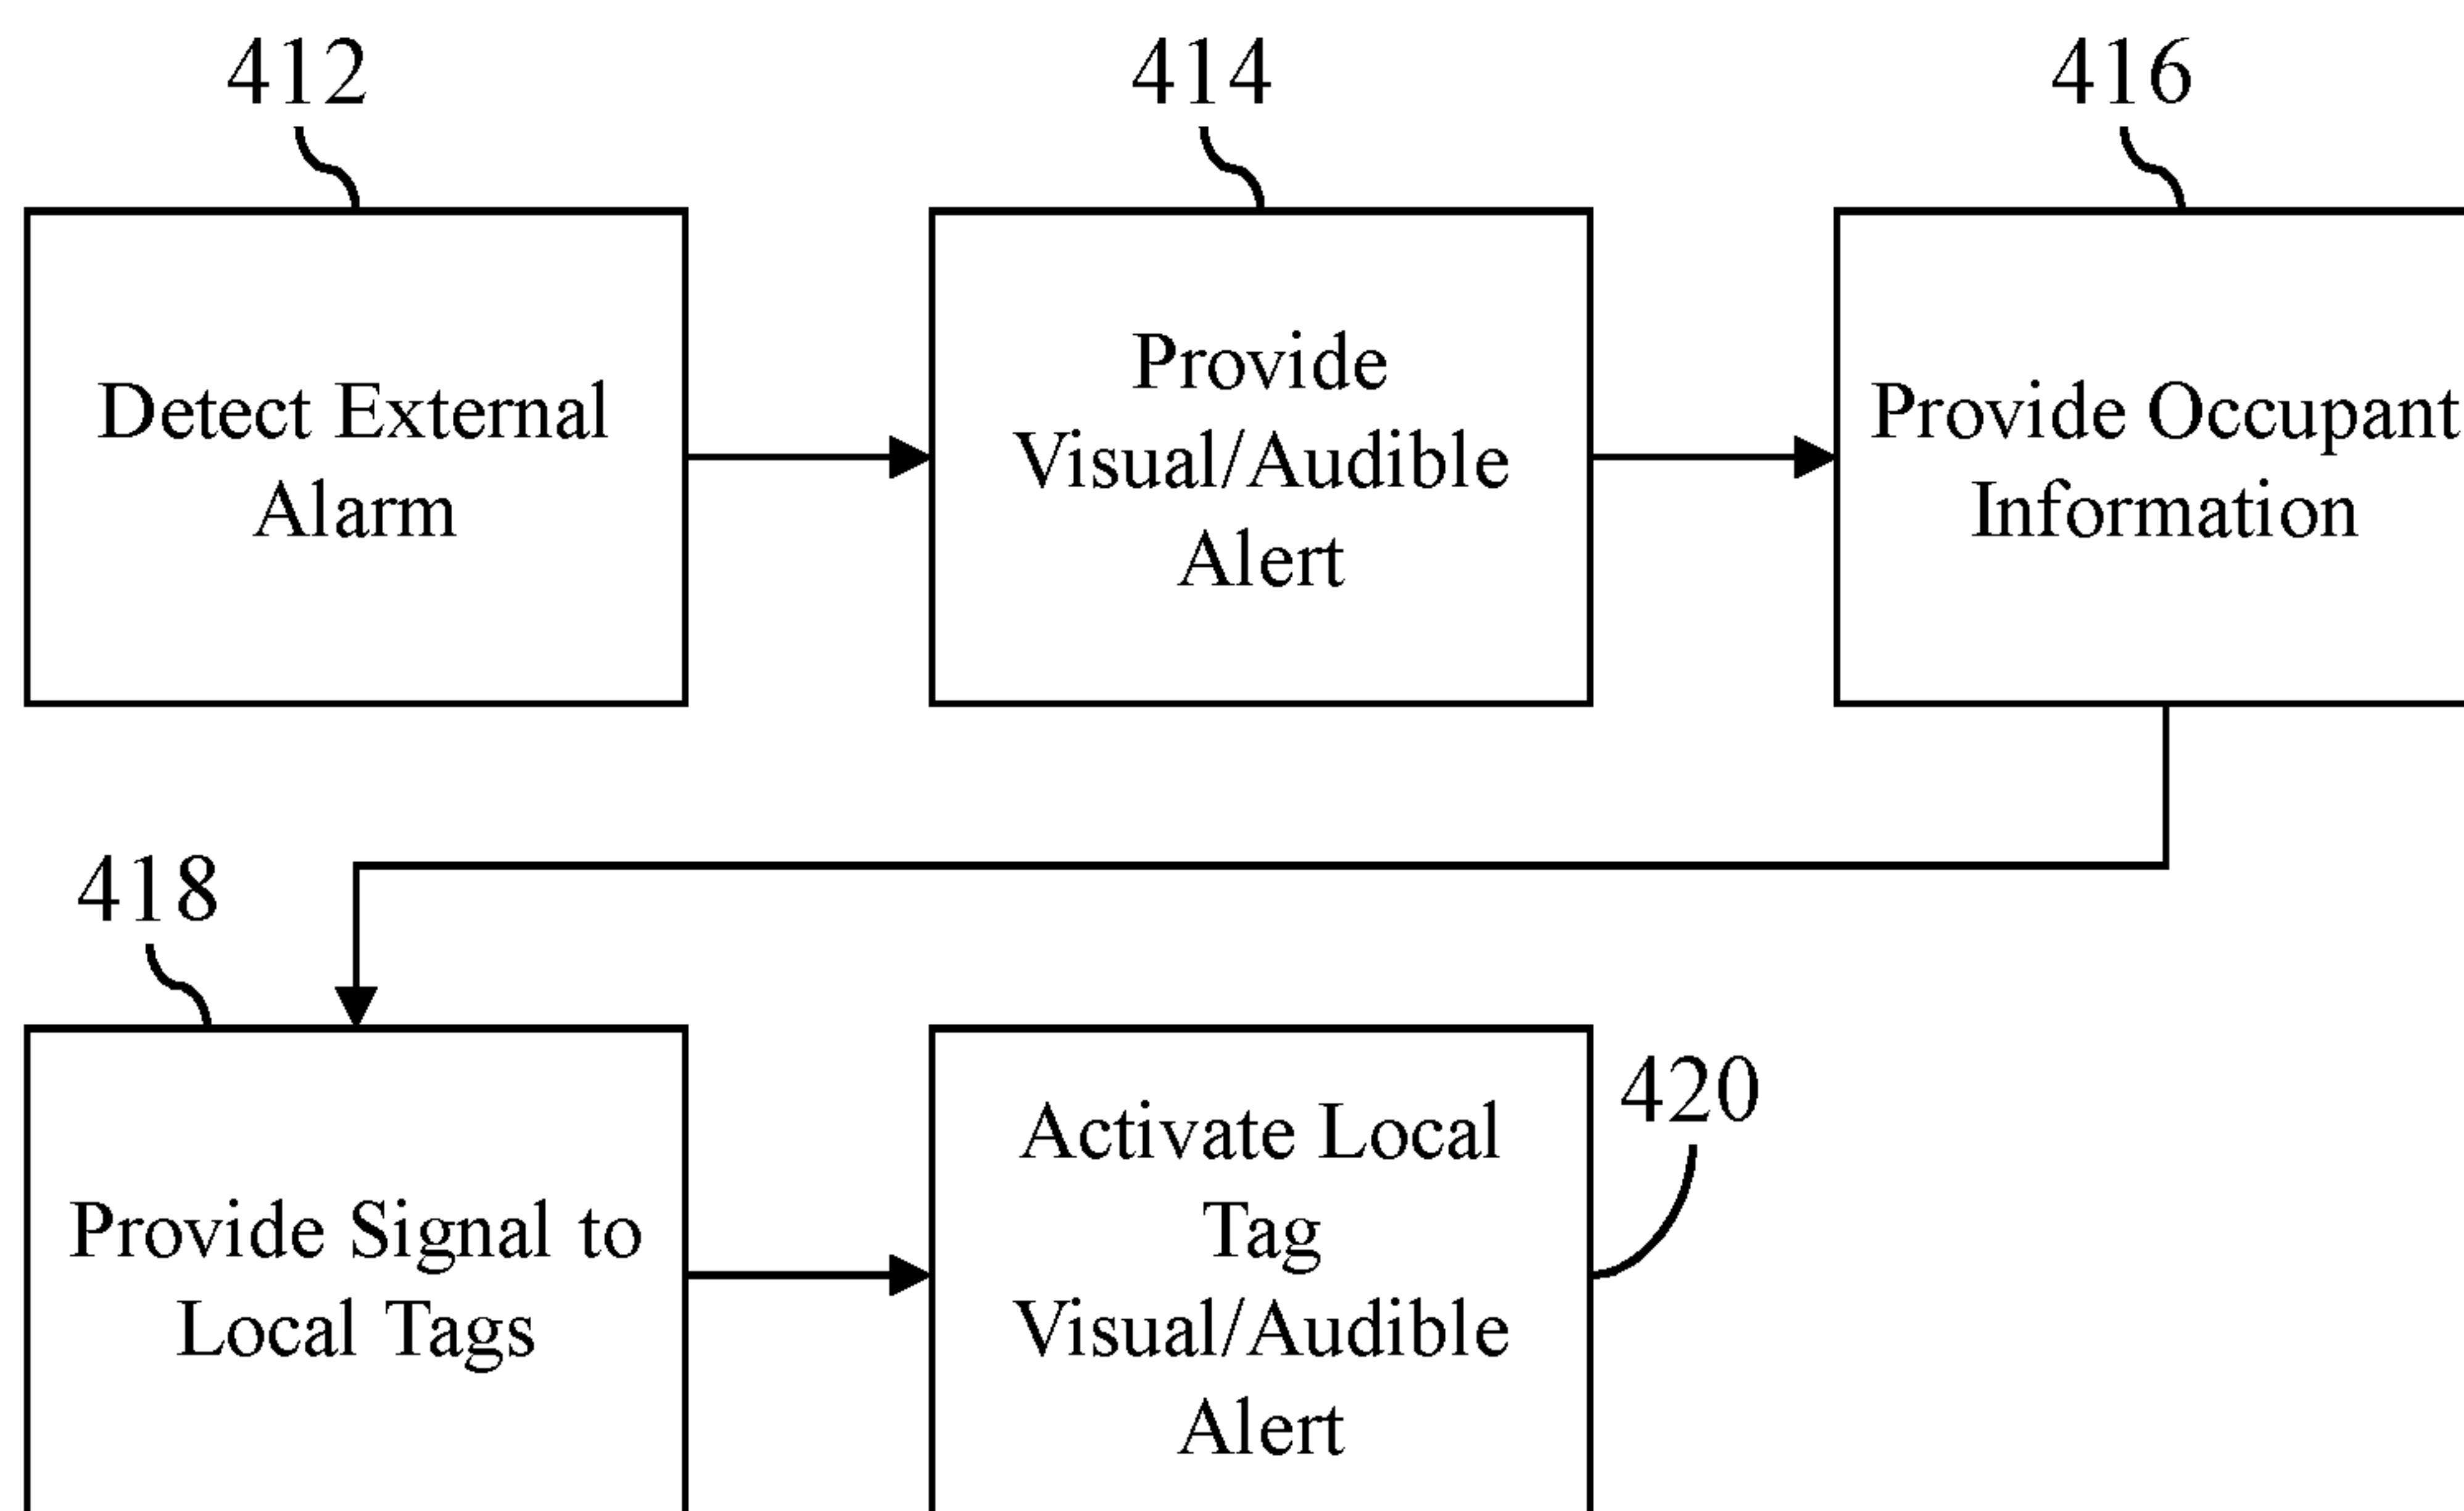 412
414
416
Detect External
Alarm
Provide
Visual/Audible
Alert
Provide Occupant
Information
418
Provide Signal to
Local Tags
Activate Local
Tag
Visual/Audible
Alert
420